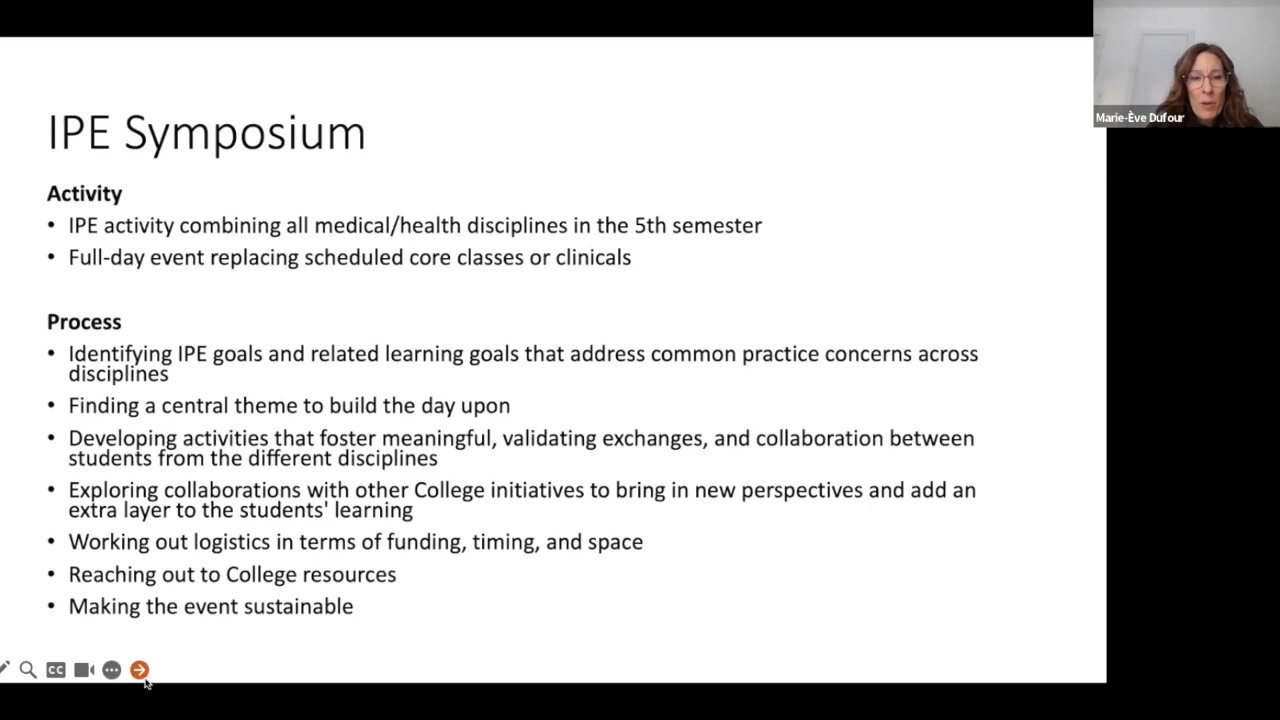 IPE Symposium
Activity
• IPE activity combining all medical/health disciplines in the 5th semester
• Full-day event replacing scheduled core classes or clinicals
Process
• Identifying IPE goals and related learning goals that address common practice concerns across
disciplines
• Finding a central theme to build the day upon
• Developing activities that foster meaningful, validating exchanges, and collaboration between
students from the different disciplines
• Exploring collaborations with other College initiatives to bring in new perspectives and add an
extra layer to the students' learning
• Working out logistics in terms of funding, timing, and space
• Reaching out to College resources
• Making the event sustainable
CC
Marie-Ève Dufour